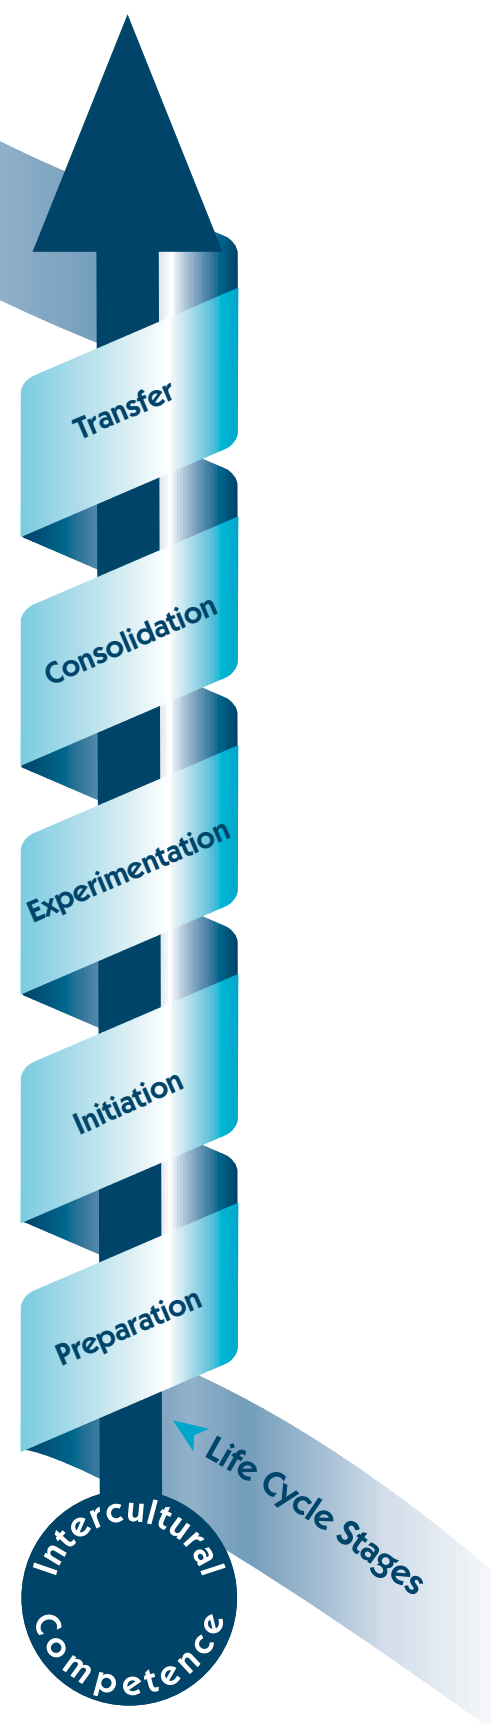 Transfer
Consolidation
Experimentation
Initiation
Preparation
Life Cycle Stages
Intercultural
Competence